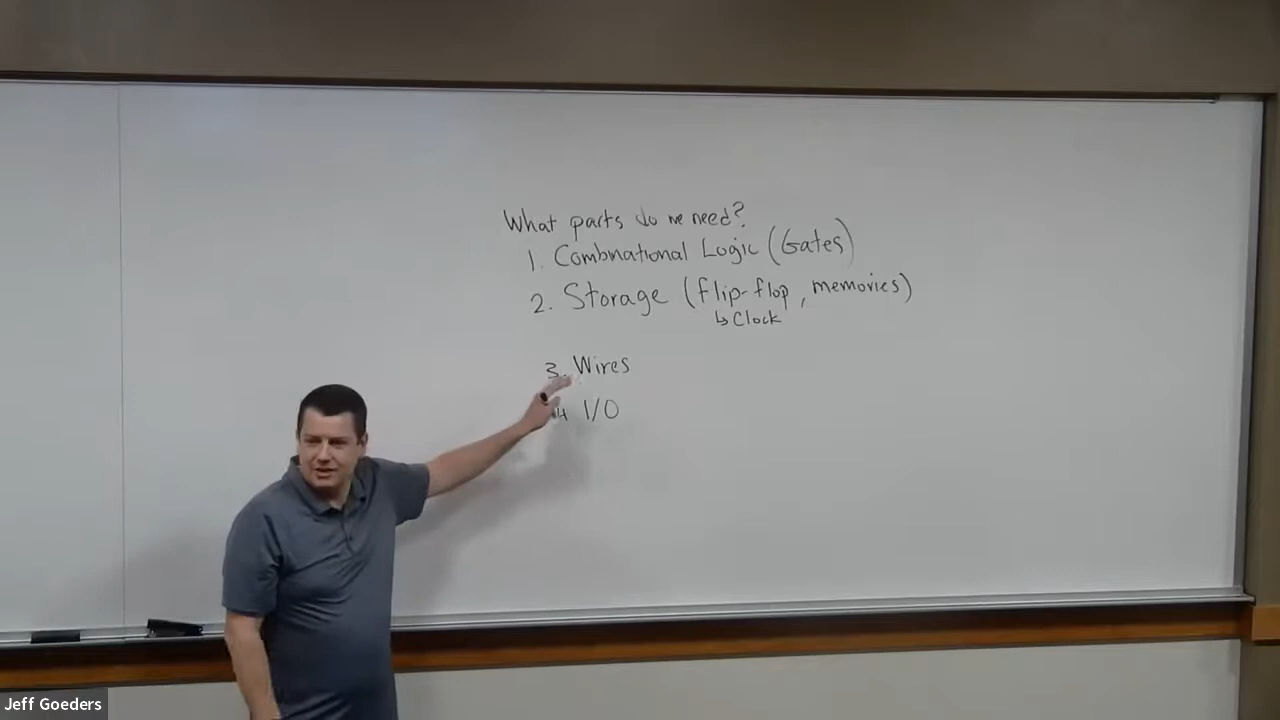 What parts do we need?
1. Combinational Logic (Gates)
2. Storage (flip-flop, memories)
↳ Clock
3. Wires
4 I/O
Jeff Goeders